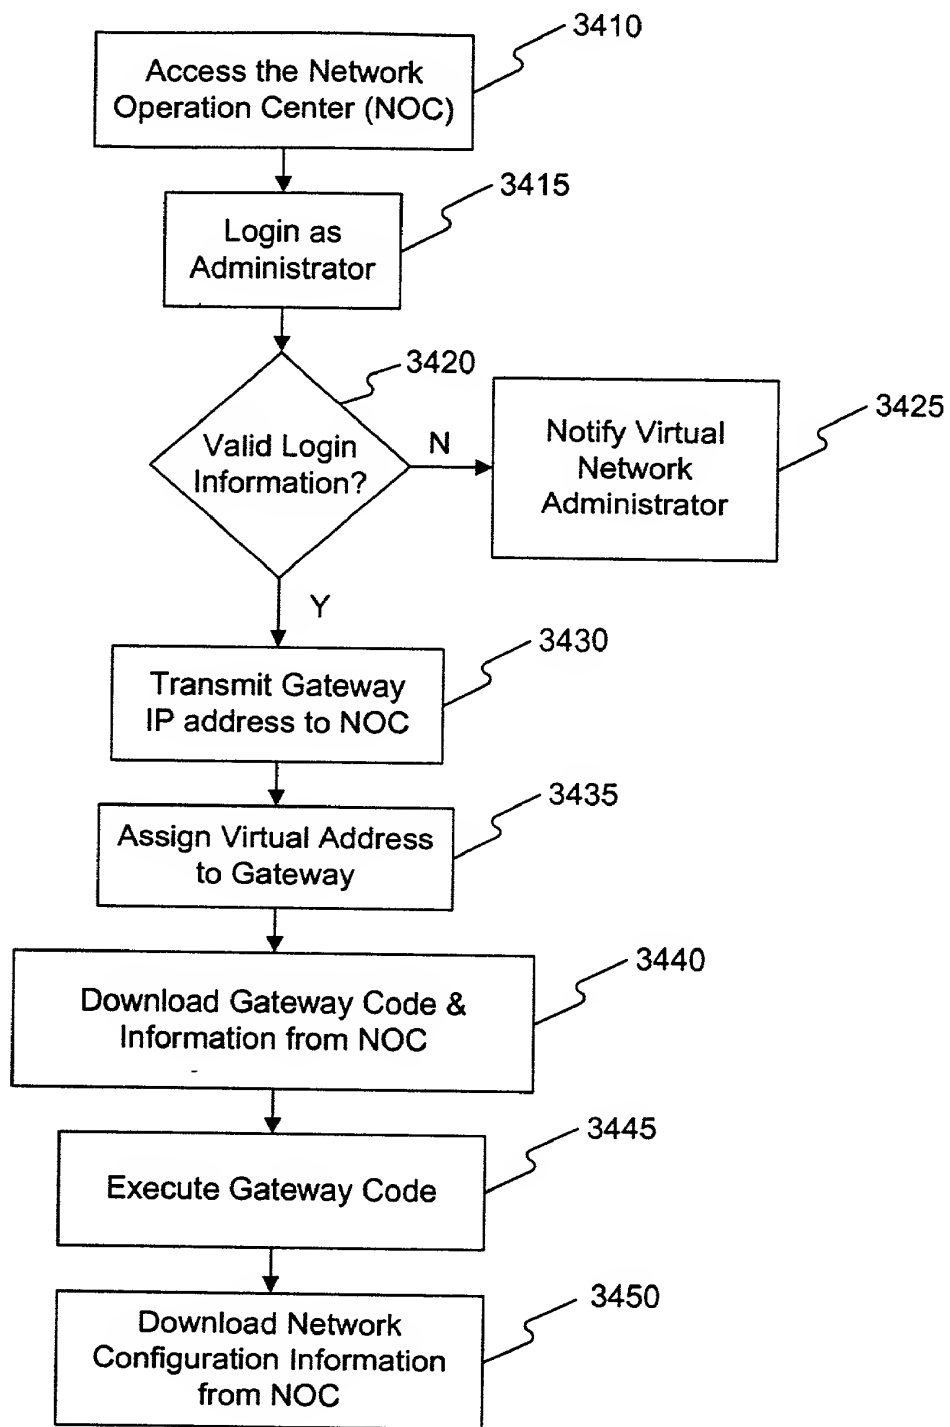 3410
Access the Network
Operation Center (NOC)
3415
Login as
Administrator
3420
Valid Login
Information?
N
3425
Notify Virtual
Network
Administrator
Y
3430
Transmit Gateway
IP address to NOC
3435
Assign Virtual Address
to Gateway
3440
Download Gateway Code &
Information from NOC
3445
Execute Gateway Code
3450
Download Network
Configuration Information
from NOC